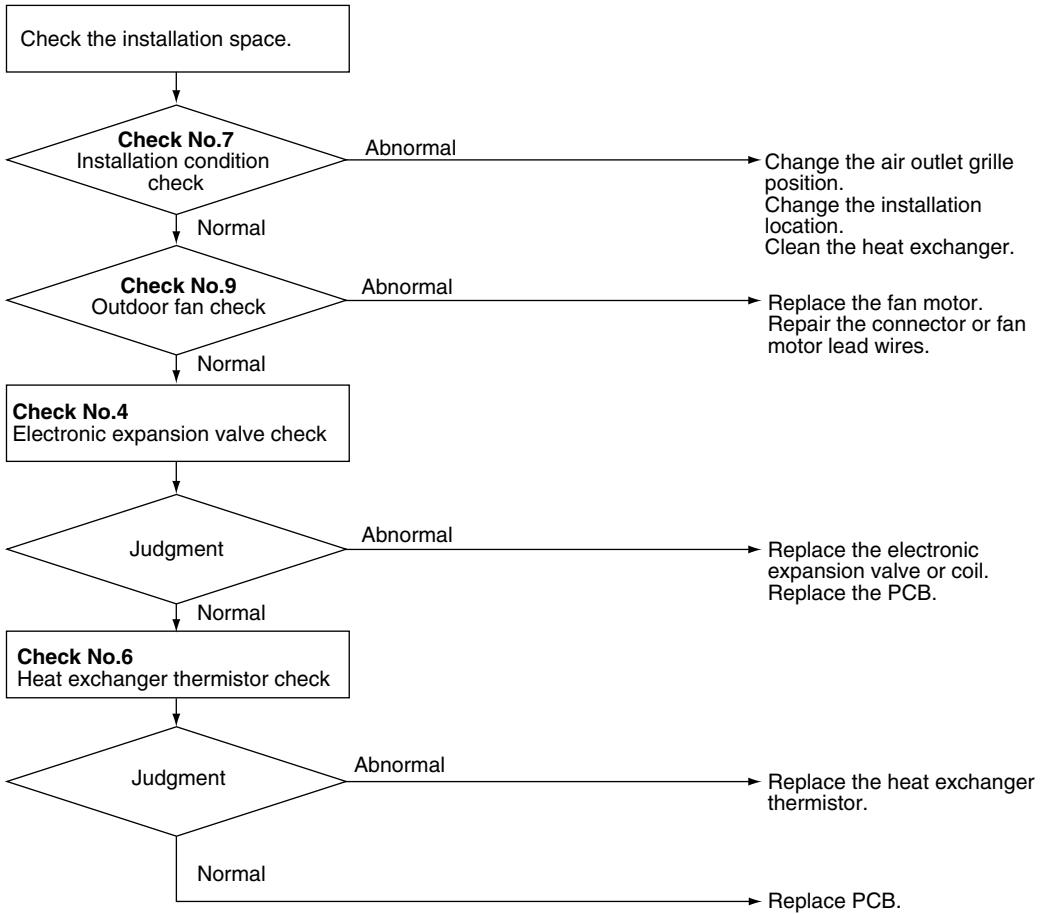 Check the installation space.
Check No.7
Installation condition
check
Abnormal
Change the air outlet grille
position.
Change the installation
location.
Clean the heat exchanger.
Normal
Check No.9
Outdoor fan check
Abnormal
Replace the fan motor.
Repair the connector or fan
motor lead wires.
Normal
Check No.4
Electronic expansion valve check
Judgment
Abnormal
Replace the electronic
expansion valve or coil.
Replace the PCB.
Normal
Check No.6
Heat exchanger thermistor check
Judgment
Abnormal
Replace the heat exchanger
thermistor.
Normal
Replace PCB.